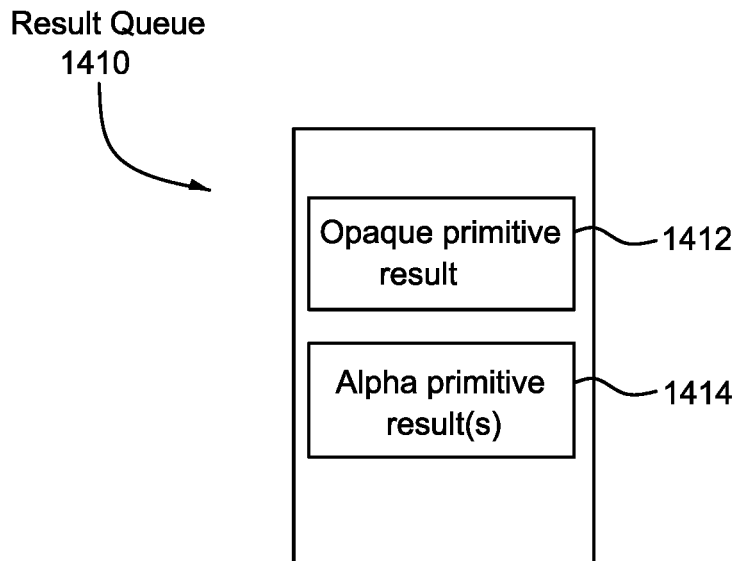 Result Queue
1410
Opaque primitive
result
1412
Alpha primitive
result(s)
1414